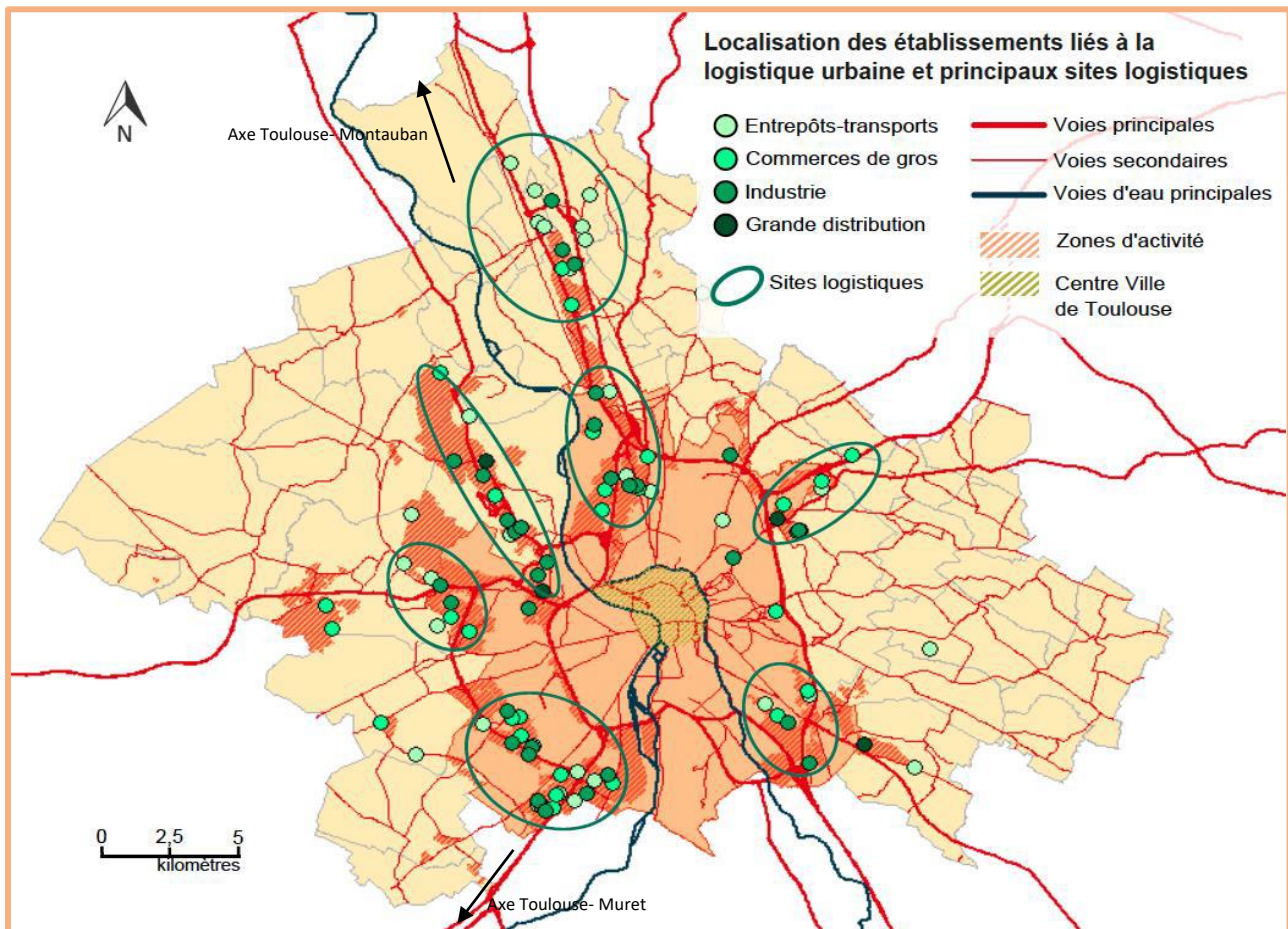 Localisation des établissements liés à la
logistique urbaine et principaux sites logistiques
Entrepôts-transports
Commerces de gros
Industrie
Grande distribution
Sites logistiques
Voies principales
Voies secondaires
Voies d'eau principales
Zones d'activité
Centre Ville
de Toulouse
N
Axe Toulouse- Montauban
0 2,5 5
kilomètres
Axe Toulouse- Muret